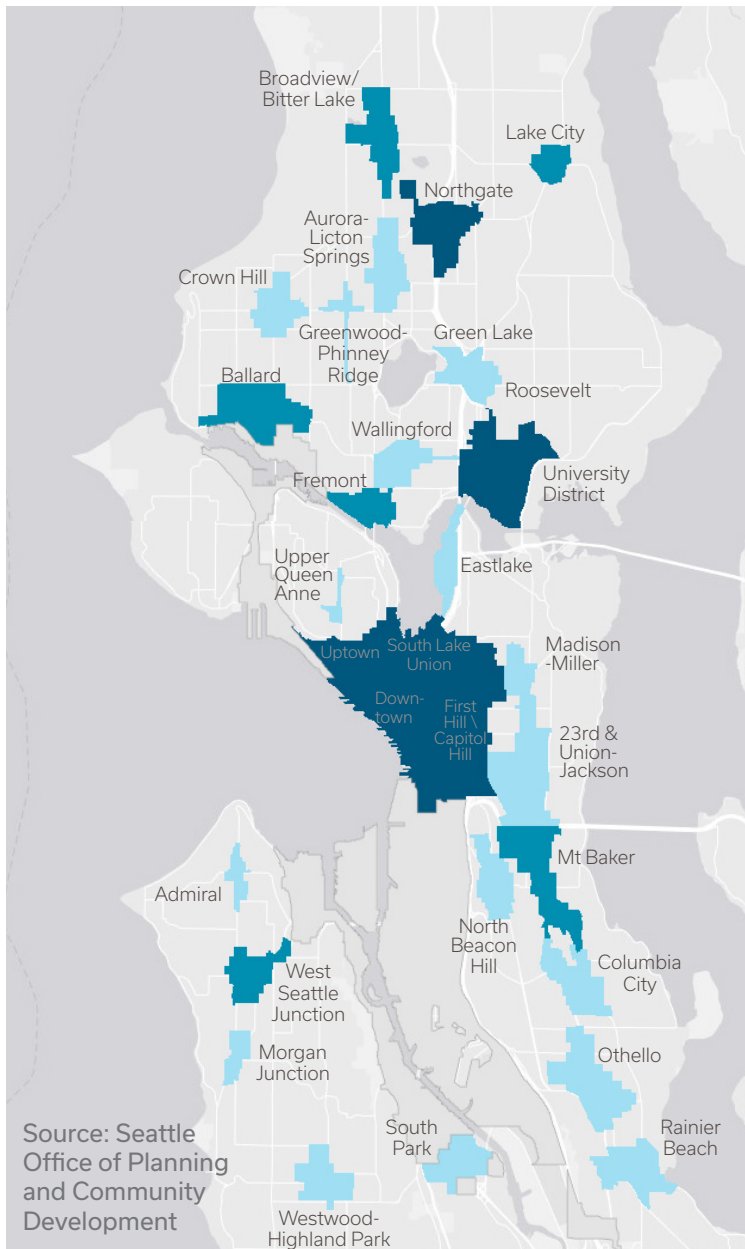 Broadview/
Bitter Lake
Lake City
Northgate
Aurora-
Licton
Springs
Crown Hill
Greenwood-
Phinney
Ridge
Green Lake
Ballard
Roosevelt
Wallingford
Fremont
University
District
Upper
Queen
Anne
Eastlake
Uptown
South Lake
Union
Madison
-Miller
Down-
town
First
Hill \
Capitol
Hill
23rd &
Union-
Jackson
Mt Baker
Admiral
North
Beacon
Hill
West
Seattle
Junction
Columbia
City
Morgan
Junction
Othello
South
Park
Rainier
Beach
Westwood-
Highland Park
Source: Seattle
Office of Planning
and Community
Development